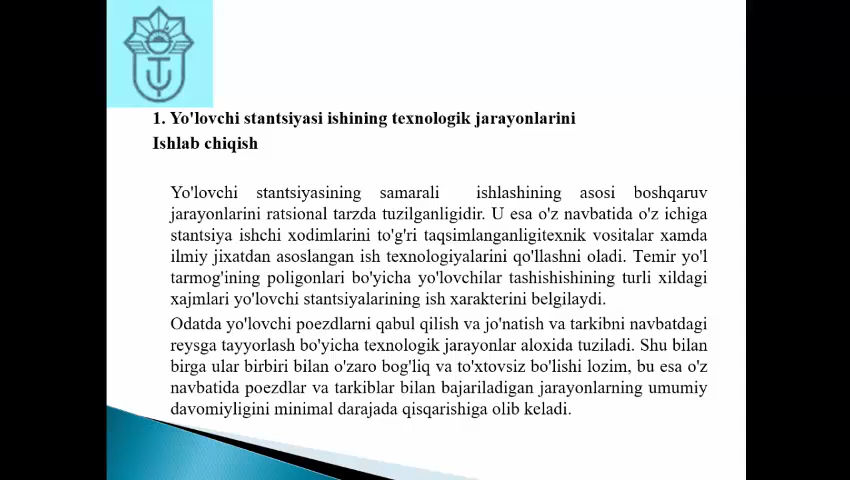 1. Yo'lovchi stantsiyasi ishining texnologik jarayonlarini
Ishlab chiqish
Yo'lovchi stantsiyasining samarali ishlashining asosi boshqaruv
jarayonlarini ratsional tarzda tuzilganligidir. U esa o'z navbatida o'z ichiga
stantsiya ishchi xodimlarini to'g'ri taqsimlanganligitexnik vositalar xamda
ilmiy jixatdan asoslangan ish texnologiyalarini qo'llashni oladi. Temir yo'l
tarmog'ining poligonlari bo'yicha yo'lovchilar tashishishining turli xildagi
xajmlari yo'lovchi stantsiyalarining ish xarakterini belgilaydi.
Odatda yo'lovchi poezdlarni qabul qilish va jo'natish va tarkibni navbatdagi
reysga tayyorlash bo'yicha texnologik jarayonlar aloxida tuziladi. Shu bilan
birga ular birbiri bilan o'zaro bog'liq va to'xtovsiz bo'lishi lozim, bu esa o'z
navbatida poezdlar va tarkiblar bilan bajariladigan jarayonlarning umumiy
davomiyligini minimal darajada qisqarishiga olib keladi.